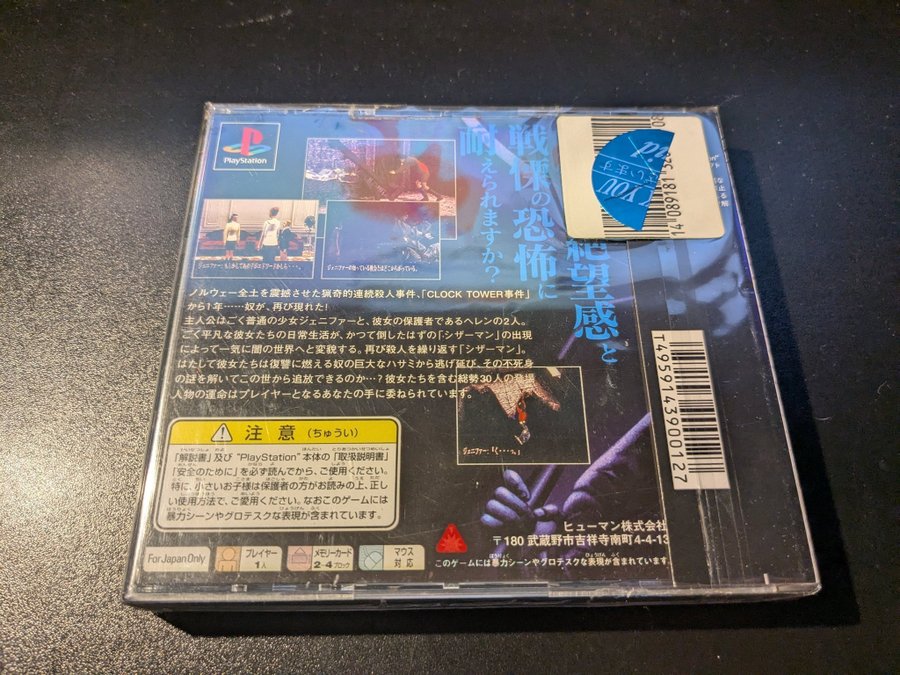 PlayStation
絶望感と
戦慄の恐怖に
耐えられますか?
YOU
ざいます
14 089181
ジェニファー:
ジェニファーの
ノルウェー全土を震撼させた猟奇的連続殺人事件、「CLOCK TOWER事件」
から1年……奴が、再び現れた!
主人公はごく普通の少女ジェニファーと、彼女の保護者であるヘレンの2人。
ごく平凡な彼女たちの日常生活が、かつて倒したはずの「シザーマン」の出現
によって一気に闇の世界へと変貌する。再び殺人を繰り返す「シザーマン」。
はたして彼女たちは復讐に燃える奴の巨大なハサミから逃げ延び、その不死身
の謎を解いてこの世から追放できるのか…?彼女たちを含む総勢30人の登場
人物の運命はプレイヤーとなるあなたの手に委ねられています。
ジェニファー:
T4959143900127
注意(ちゅうい)
「解説書」及び"PlayStation"本体の「取扱説明書」
「安全のために」を必ず読んでから、ご使用ください。
特に、小さいお子様は保護者の方がお読みの上、正し
い使用方法で、ご愛用ください。なおこのゲームには
暴力シーンやグロテスクな表現が含まれています。
For Japan Only
プレイヤー
1人
メモリーカード
2~4ブロック
マウス
対応
ヒューマン株式会社
〒180 武蔵野市吉祥寺南町4-4-13
このゲームには暴力シーンやグロテスクな表現が含まれています。